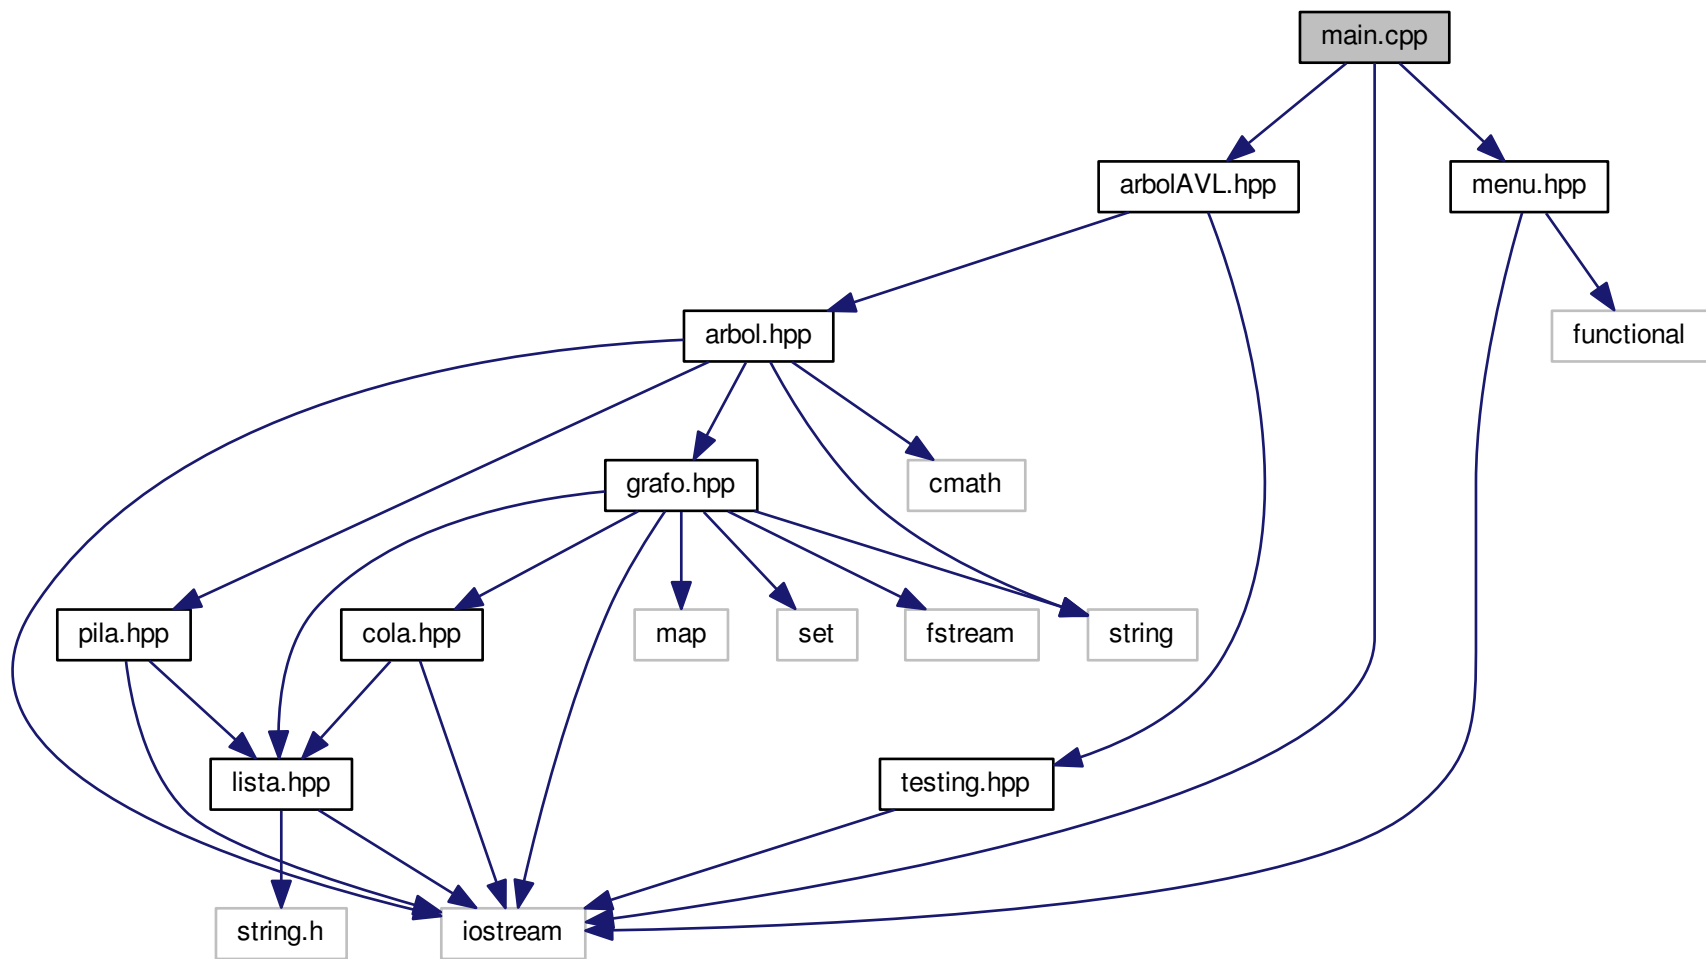 main.cpp
arbolAVL.hpp
menu.hpp
arbol.hpp
functional
grafo.hpp
cmath
pila.hpp
cola.hpp
map
set
fstream
string
lista.hpp
testing.hpp
string.h
iostream